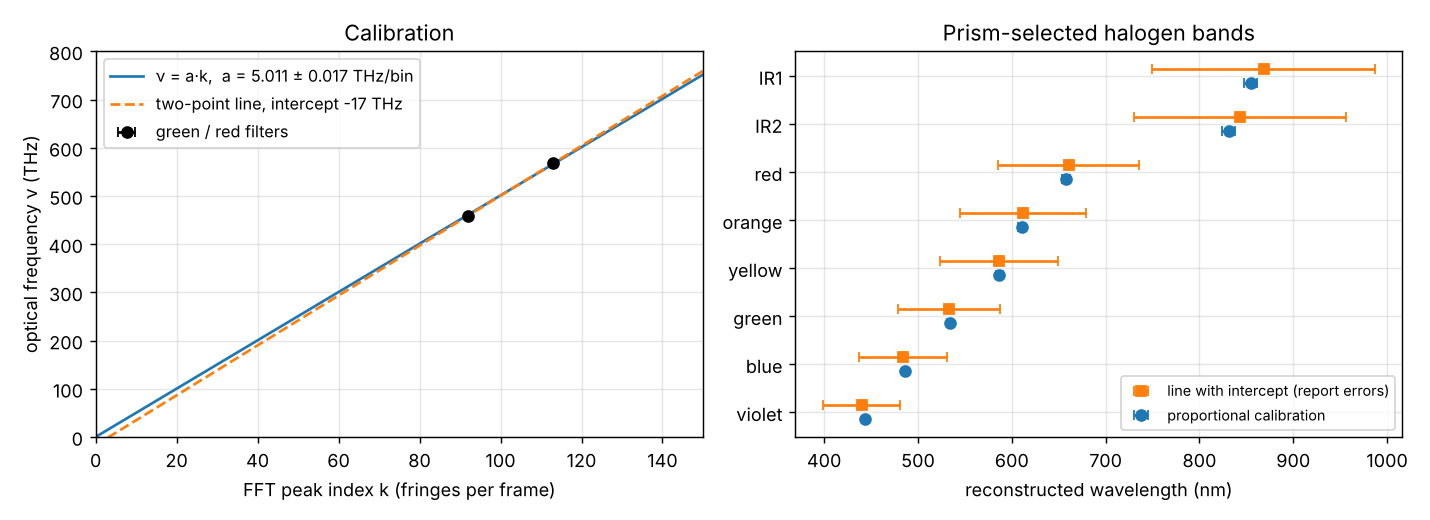 Calibration
800
700
600
500
400
300
200
100
0
optical frequency ν (THz)
0 20 40 60 80 100 120 140
FFT peak index k (fringes per frame)
ν = a·k, a = 5.011 ± 0.017 THz/bin
two-point line, intercept -17 THz
green / red filters
Prism-selected halogen bands
IR1
IR2
red
orange
yellow
green
blue
violet
400 500 600 700 800 900 1000
reconstructed wavelength (nm)
line with intercept (report errors)
proportional calibration